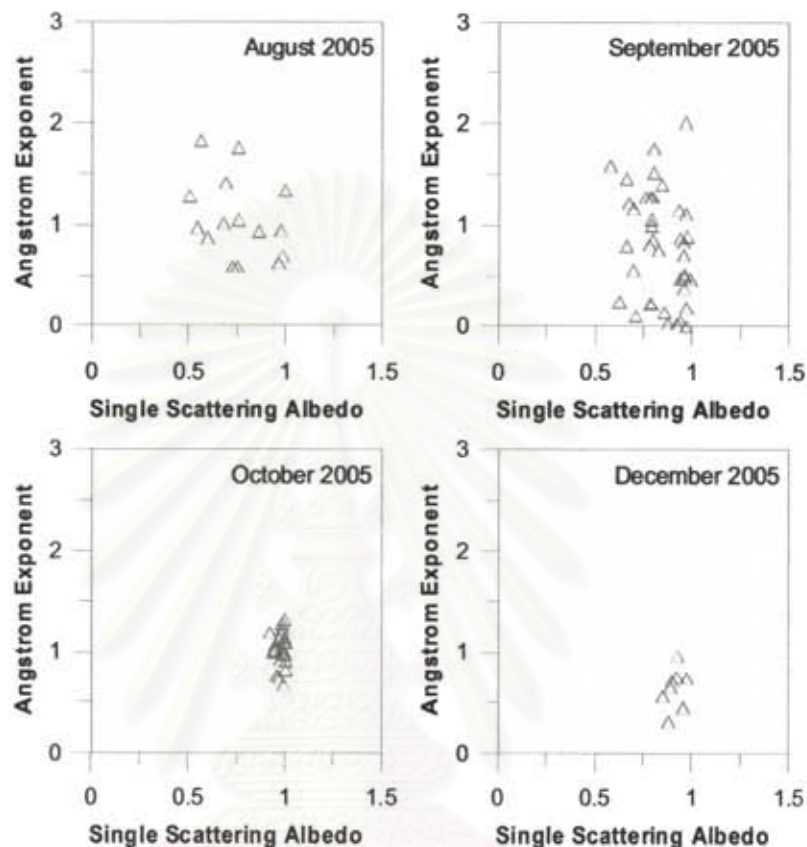 August 2005
3
2
1
0
Angstrom Exponent
0 0.5 1 1.5
Single Scattering Albedo
September 2005
3
2
1
0
Angstrom Exponent
0 0.5 1 1.5
Single Scattering Albedo
October 2005
3
2
1
0
Angstrom Exponent
0 0.5 1 1.5
Single Scattering Albedo
December 2005
3
2
1
0
Angstrom Exponent
0 0.5 1 1.5
Single Scattering Albedo